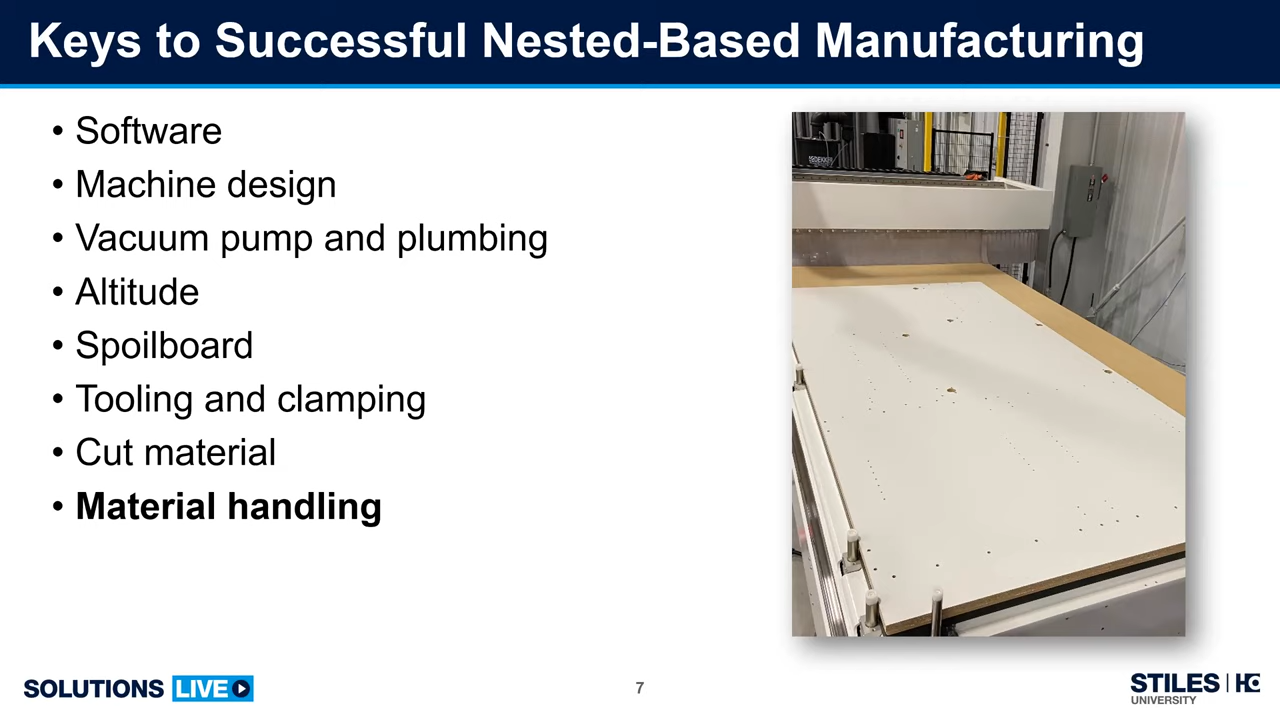 Keys to Successful Nested-Based Manufacturing
• Software
• Machine design
• Vacuum pump and plumbing
• Altitude
• Spoilboard
• Tooling and clamping
• Cut material
• Material handling
DEKKER
SOLUTIONS LIVE
7
STILES
UNIVERSITY